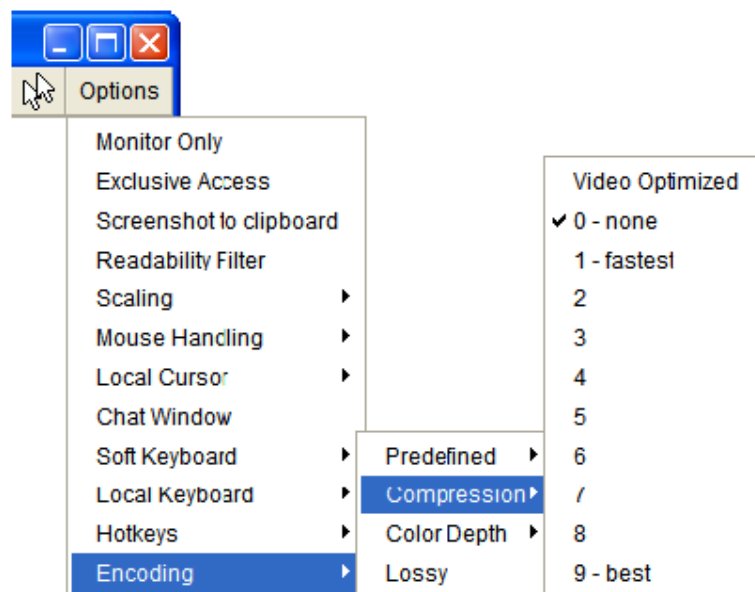 Options
Monitor Only
Exclusive Access
Screenshot to clipboard
Readability Filter
Scaling
Mouse Handling
Local Cursor
Chat Window
Soft Keyboard
Local Keyboard
Hotkeys
Encoding
Predefined
Compression
Color Depth
Lossy
Video Optimized
0 - none
1 - fastest
2
3
4
5
6
7
8
9 - best